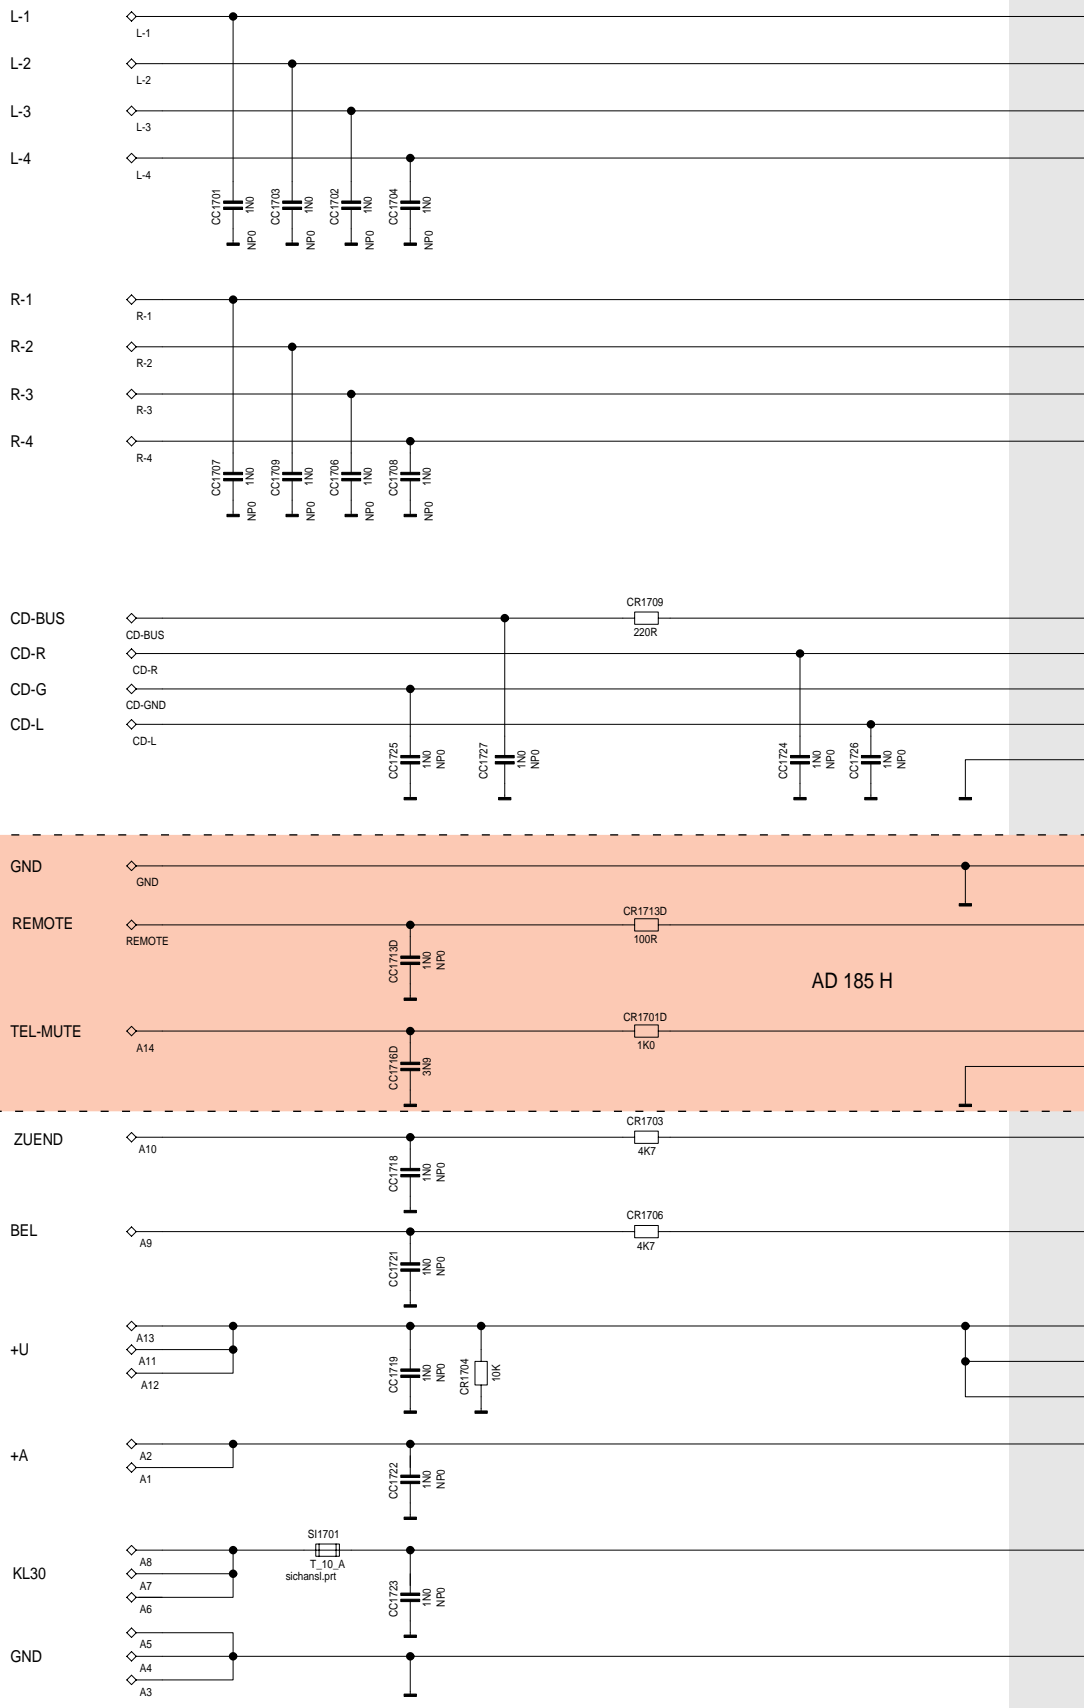 L-1
L-1
L-2
L-2
L-3
L-3
L-4
L-4
CC1701
1N0
NP0
CC1703
1N0
NP0
CC1702
1N0
NP0
CC1704
1N0
NP0
R-1
R-1
R-2
R-2
R-3
R-3
R-4
R-4
CC1707
1N0
NP0
CC1709
1N0
NP0
CC1706
1N0
NP0
CC1708
1N0
NP0
CR1709
CD-BUS
CD-BUS
220R
CD-R
CD-R
CD-G
CD-GND
CD-L
CD-L
CC1725
1N0
NP0
CC1727
1N0
NP0
CC1724
1N0
NP0
CC1726
1N0
NP0
GND
GND
CR1713D
REMOTE
REMOTE
100R
CC1713D
1N0
NP0
AD 185 H
CR1701D
TEL-MUTE
A14
1K0
CC1716D
3N9
CR1703
ZUEND
A10
4K7
CC1718
1N0
NP0
CR1706
BEL
A9
4K7
CC1721
1N0
NP0
A13
+U
A11
A12
CC1719
1N0
NP0
CR1704
10K
+A
A2
A1
CC1722
1N0
NP0
SI1701
A8
T_10_A
sichansl.prt
KL30
A7
A6
CC1723
1N0
NP0
A5
GND
A4
A3